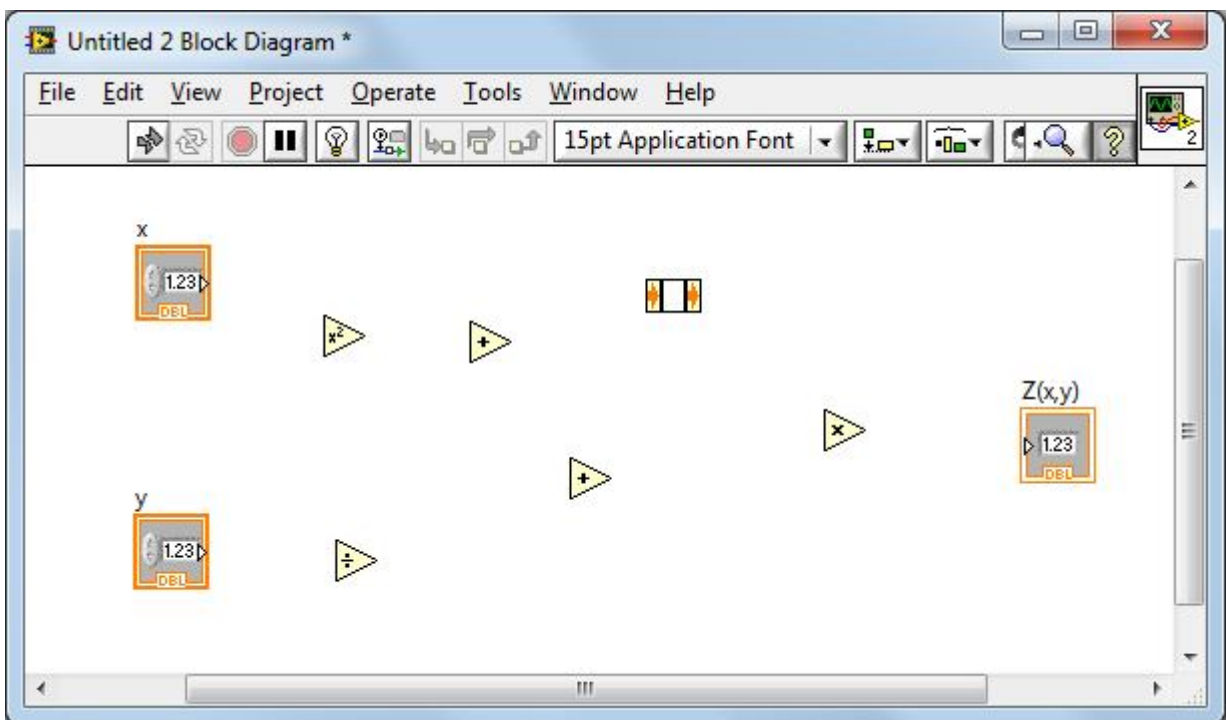 Untitled 2 Block Diagram *
File Edit View Project Operate Tools Window Help
15pt Application Font
2
x
1.23
DBL
x²
+
Z(x,y)
1.23
DBL
×
+
y
1.23
DBL
÷